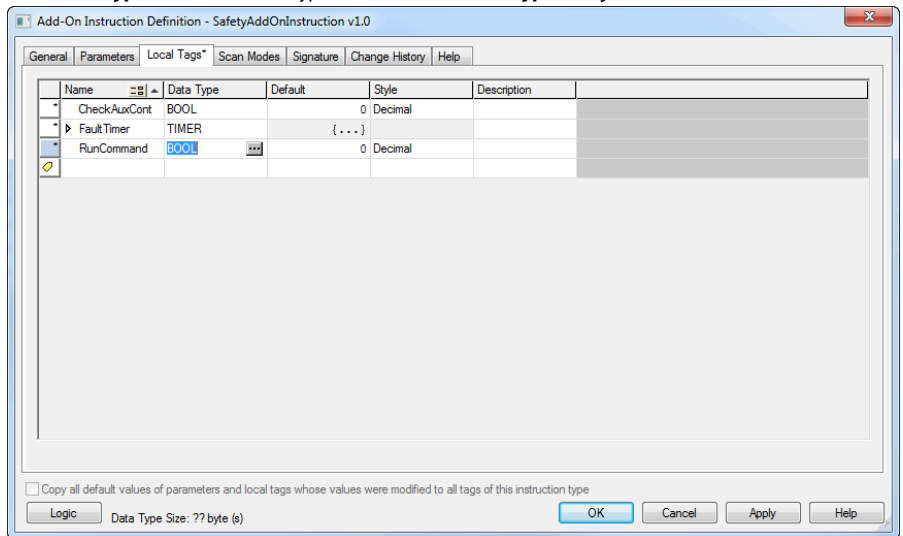 Add-On Instruction Definition - SafetyAddOnInstruction v1.0
General Parameters Local Tags* Scan Modes Signature Change History Help
Name Data Type Default Style Description
CheckAuxCont BOOL 0 Decimal
FaultTimer TIMER {...}
RunCommand BOOL ... 0 Decimal
Copy all default values of parameters and local tags whose values were modified to all tags of this instruction type
Logic Data Type Size: ?? byte (s) OK Cancel Apply Help